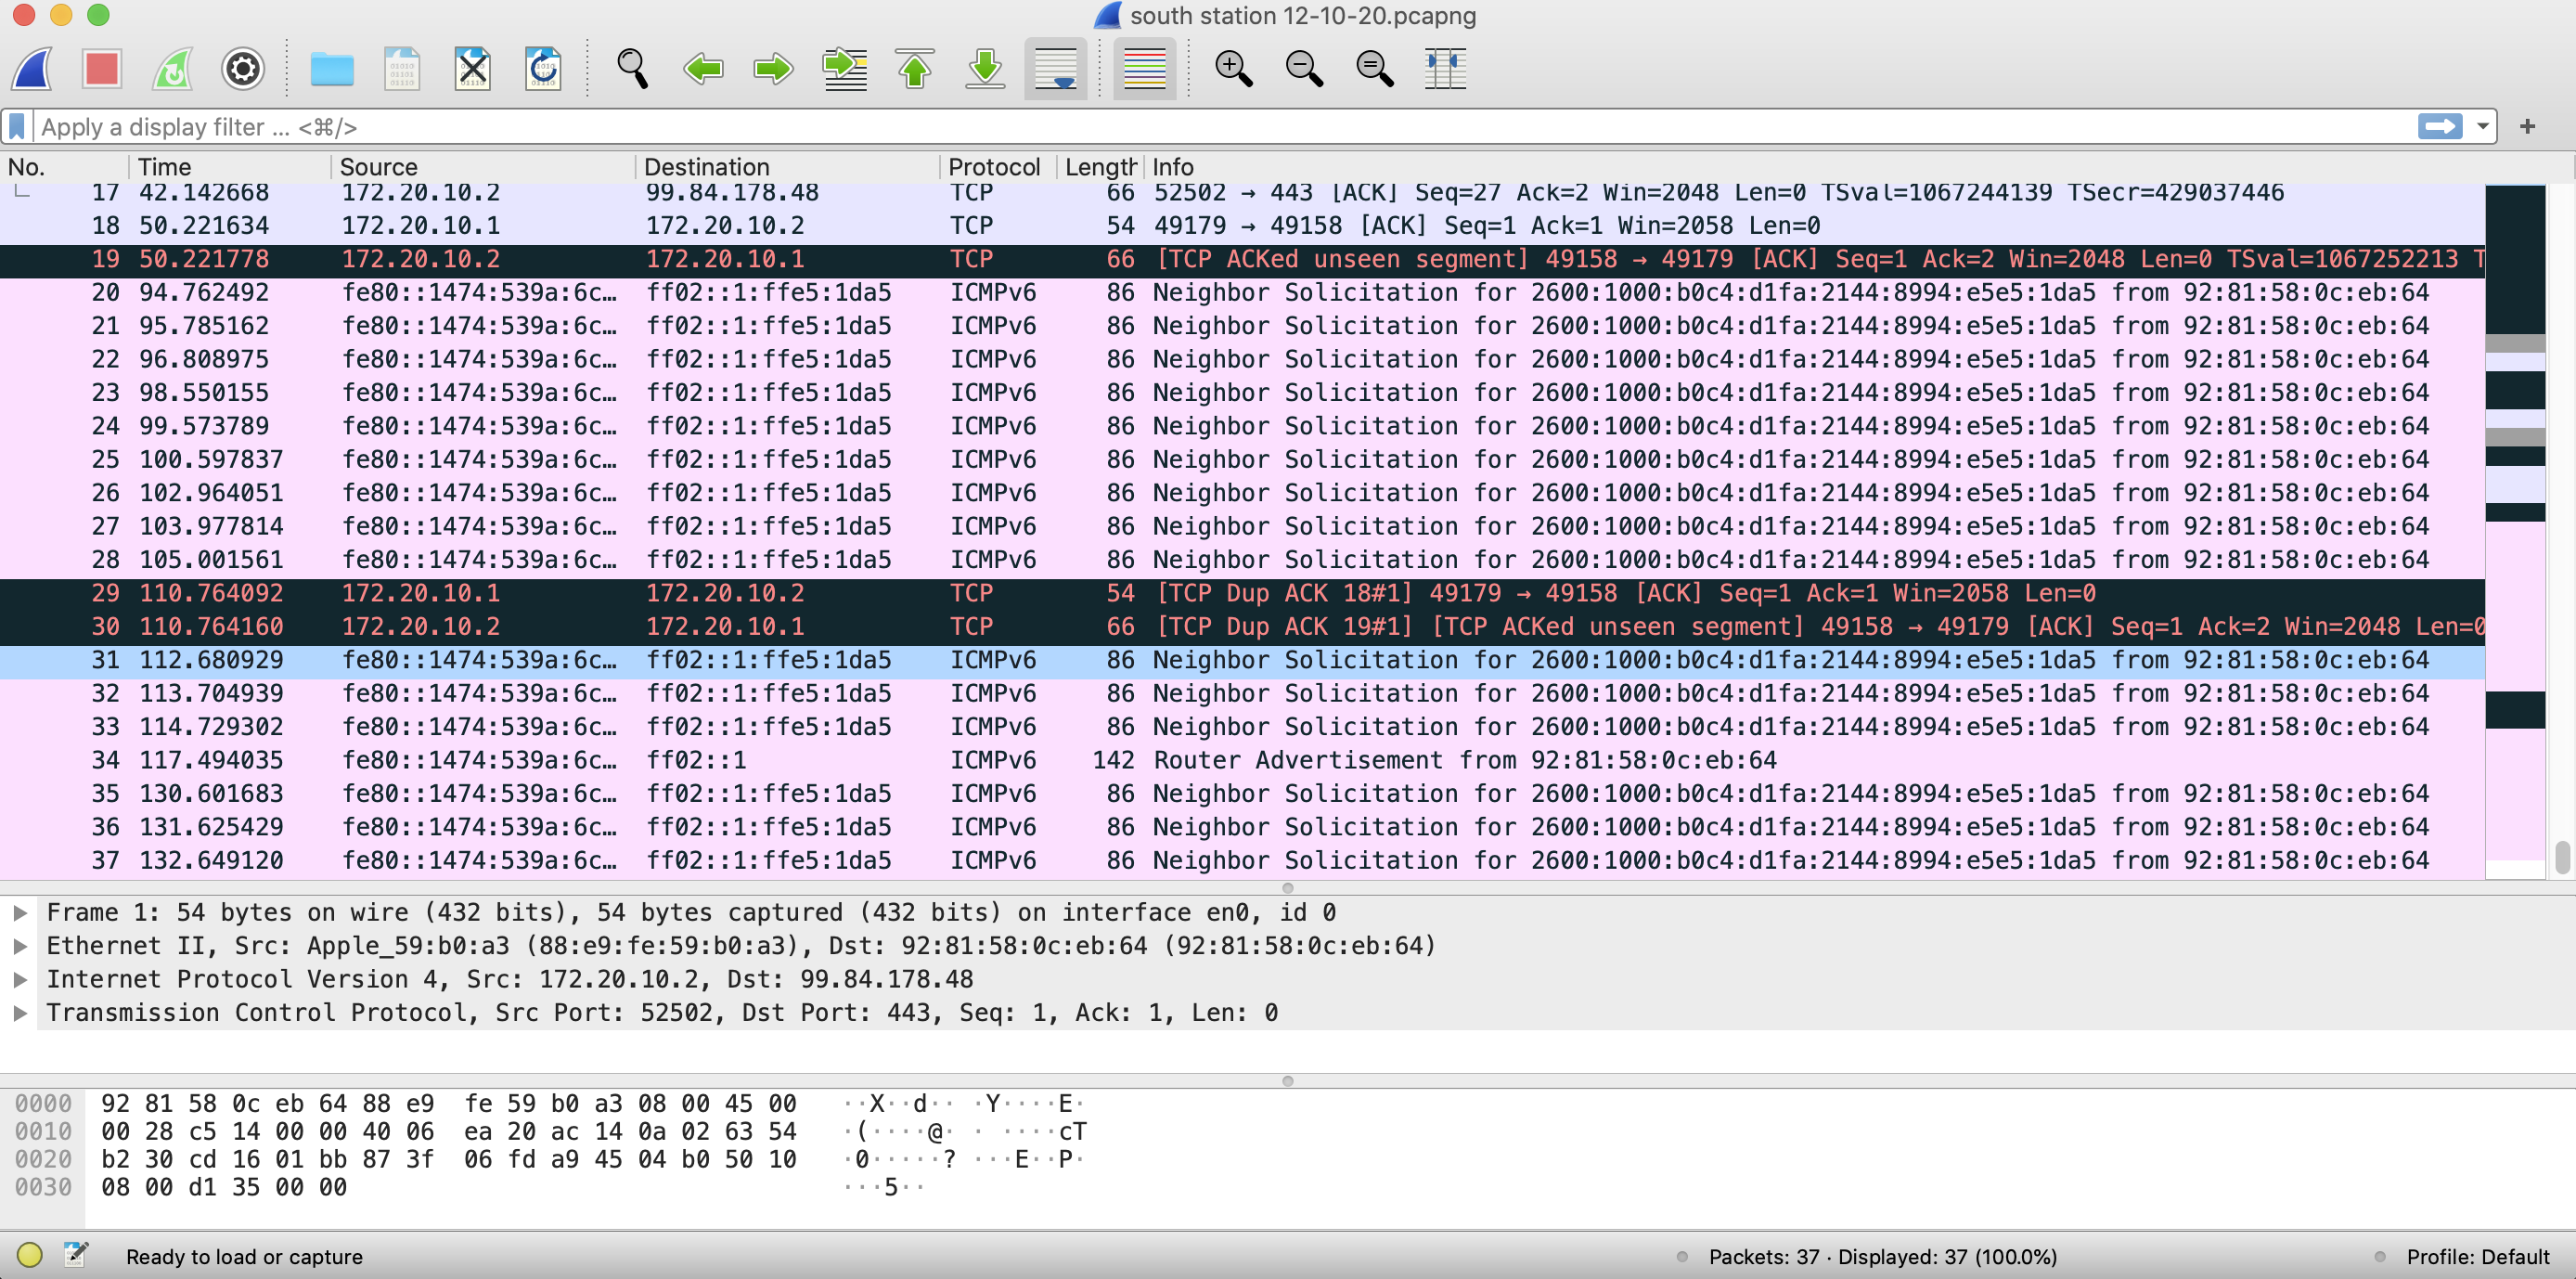 south station 12-10-20.pcapng
Apply a display filter ... <⌘/>
+
No. Time Source Destination Protocol Length Info
17 42.142668 172.20.10.2 99.84.178.48 TCP 66 52502 → 443 [ACK] Seq=27 Ack=2 Win=2048 Len=0 TSval=1067244139 TSecr=429037446
18 50.221634 172.20.10.1 172.20.10.2 TCP 54 49179 → 49158 [ACK] Seq=1 Ack=1 Win=2058 Len=0
19 50.221778 172.20.10.2 172.20.10.1 TCP 66 [TCP ACKed unseen segment] 49158 → 49179 [ACK] Seq=1 Ack=2 Win=2048 Len=0 TSval=1067252213 T
20 94.762492 fe80::1474:539a:6c… ff02::1:ffe5:1da5 ICMPv6 86 Neighbor Solicitation for 2600:1000:b0c4:d1fa:2144:8994:e5e5:1da5 from 92:81:58:0c:eb:64
21 95.785162 fe80::1474:539a:6c… ff02::1:ffe5:1da5 ICMPv6 86 Neighbor Solicitation for 2600:1000:b0c4:d1fa:2144:8994:e5e5:1da5 from 92:81:58:0c:eb:64
22 96.808975 fe80::1474:539a:6c… ff02::1:ffe5:1da5 ICMPv6 86 Neighbor Solicitation for 2600:1000:b0c4:d1fa:2144:8994:e5e5:1da5 from 92:81:58:0c:eb:64
23 98.550155 fe80::1474:539a:6c… ff02::1:ffe5:1da5 ICMPv6 86 Neighbor Solicitation for 2600:1000:b0c4:d1fa:2144:8994:e5e5:1da5 from 92:81:58:0c:eb:64
24 99.573789 fe80::1474:539a:6c… ff02::1:ffe5:1da5 ICMPv6 86 Neighbor Solicitation for 2600:1000:b0c4:d1fa:2144:8994:e5e5:1da5 from 92:81:58:0c:eb:64
25 100.597837 fe80::1474:539a:6c… ff02::1:ffe5:1da5 ICMPv6 86 Neighbor Solicitation for 2600:1000:b0c4:d1fa:2144:8994:e5e5:1da5 from 92:81:58:0c:eb:64
26 102.964051 fe80::1474:539a:6c… ff02::1:ffe5:1da5 ICMPv6 86 Neighbor Solicitation for 2600:1000:b0c4:d1fa:2144:8994:e5e5:1da5 from 92:81:58:0c:eb:64
27 103.977814 fe80::1474:539a:6c… ff02::1:ffe5:1da5 ICMPv6 86 Neighbor Solicitation for 2600:1000:b0c4:d1fa:2144:8994:e5e5:1da5 from 92:81:58:0c:eb:64
28 105.001561 fe80::1474:539a:6c… ff02::1:ffe5:1da5 ICMPv6 86 Neighbor Solicitation for 2600:1000:b0c4:d1fa:2144:8994:e5e5:1da5 from 92:81:58:0c:eb:64
29 110.764092 172.20.10.1 172.20.10.2 TCP 54 [TCP Dup ACK 18#1] 49179 → 49158 [ACK] Seq=1 Ack=1 Win=2058 Len=0
30 110.764160 172.20.10.2 172.20.10.1 TCP 66 [TCP Dup ACK 19#1] [TCP ACKed unseen segment] 49158 → 49179 [ACK] Seq=1 Ack=2 Win=2048 Len=0
31 112.680929 fe80::1474:539a:6c… ff02::1:ffe5:1da5 ICMPv6 86 Neighbor Solicitation for 2600:1000:b0c4:d1fa:2144:8994:e5e5:1da5 from 92:81:58:0c:eb:64
32 113.704939 fe80::1474:539a:6c… ff02::1:ffe5:1da5 ICMPv6 86 Neighbor Solicitation for 2600:1000:b0c4:d1fa:2144:8994:e5e5:1da5 from 92:81:58:0c:eb:64
33 114.729302 fe80::1474:539a:6c… ff02::1:ffe5:1da5 ICMPv6 86 Neighbor Solicitation for 2600:1000:b0c4:d1fa:2144:8994:e5e5:1da5 from 92:81:58:0c:eb:64
34 117.494035 fe80::1474:539a:6c… ff02::1 ICMPv6 142 Router Advertisement from 92:81:58:0c:eb:64
35 130.601683 fe80::1474:539a:6c… ff02::1:ffe5:1da5 ICMPv6 86 Neighbor Solicitation for 2600:1000:b0c4:d1fa:2144:8994:e5e5:1da5 from 92:81:58:0c:eb:64
36 131.625429 fe80::1474:539a:6c… ff02::1:ffe5:1da5 ICMPv6 86 Neighbor Solicitation for 2600:1000:b0c4:d1fa:2144:8994:e5e5:1da5 from 92:81:58:0c:eb:64
37 132.649120 fe80::1474:539a:6c… ff02::1:ffe5:1da5 ICMPv6 86 Neighbor Solicitation for 2600:1000:b0c4:d1fa:2144:8994:e5e5:1da5 from 92:81:58:0c:eb:64
Frame 1: 54 bytes on wire (432 bits), 54 bytes captured (432 bits) on interface en0, id 0
Ethernet II, Src: Apple_59:b0:a3 (88:e9:fe:59:b0:a3), Dst: 92:81:58:0c:eb:64 (92:81:58:0c:eb:64)
Internet Protocol Version 4, Src: 172.20.10.2, Dst: 99.84.178.48
Transmission Control Protocol, Src Port: 52502, Dst Port: 443, Seq: 1, Ack: 1, Len: 0
0000 92 81 58 0c eb 64 88 e9 fe 59 b0 a3 08 00 45 00 ··X··d·· ·Y····E·
0010 00 28 c5 14 00 00 40 06 ea 20 ac 14 0a 02 63 54 ·(····@· · ····cT
0020 b2 30 cd 16 01 bb 87 3f 06 fd a9 45 04 b0 50 10 ·0·····? ···E··P·
0030 08 00 d1 35 00 00 ···5··
Ready to load or capture
Packets: 37 · Displayed: 37 (100.0%)
Profile: Default